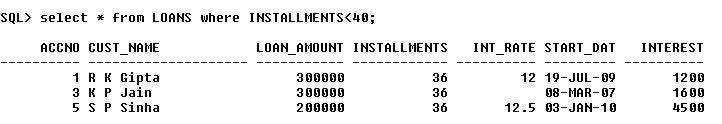 SQL> select * from LOANS where INSTALLMENTS<40;
ACCNO CUST_NAME LOAN_AMOUNT INSTALLMENTS INT_RATE START_DAT INTEREST
---------- -------------------- ----------- ------------ ---------- --------- ----------
1 R K Gipta 300000 36 12 19-JUL-09 1200
3 K P Jain 300000 36 08-MAR-07 1600
5 S P Sinha 200000 36 12.5 03-JAN-10 4500